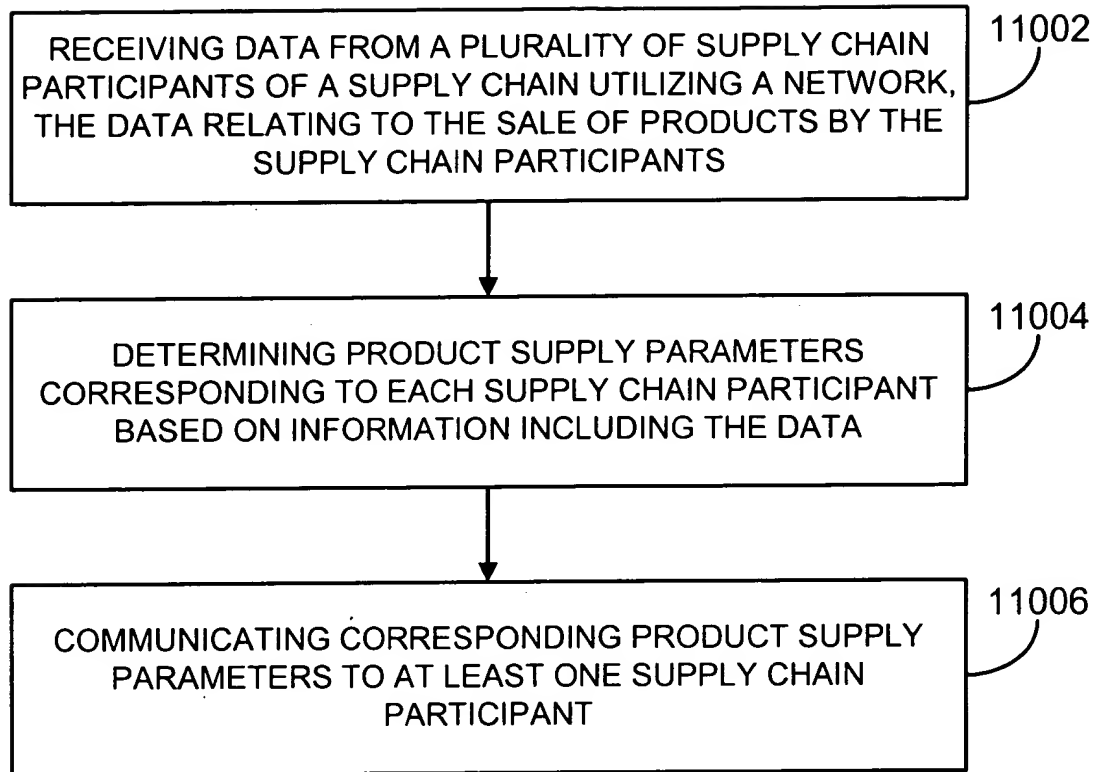 RECEIVING DATA FROM A PLURALITY OF SUPPLY CHAIN
PARTICIPANTS OF A SUPPLY CHAIN UTILIZING A NETWORK,
THE DATA RELATING TO THE SALE OF PRODUCTS BY THE
SUPPLY CHAIN PARTICIPANTS
11002
DETERMINING PRODUCT SUPPLY PARAMETERS
CORRESPONDING TO EACH SUPPLY CHAIN PARTICIPANT
BASED ON INFORMATION INCLUDING THE DATA
11004
COMMUNICATING CORRESPONDING PRODUCT SUPPLY
PARAMETERS TO AT LEAST ONE SUPPLY CHAIN
PARTICIPANT
11006